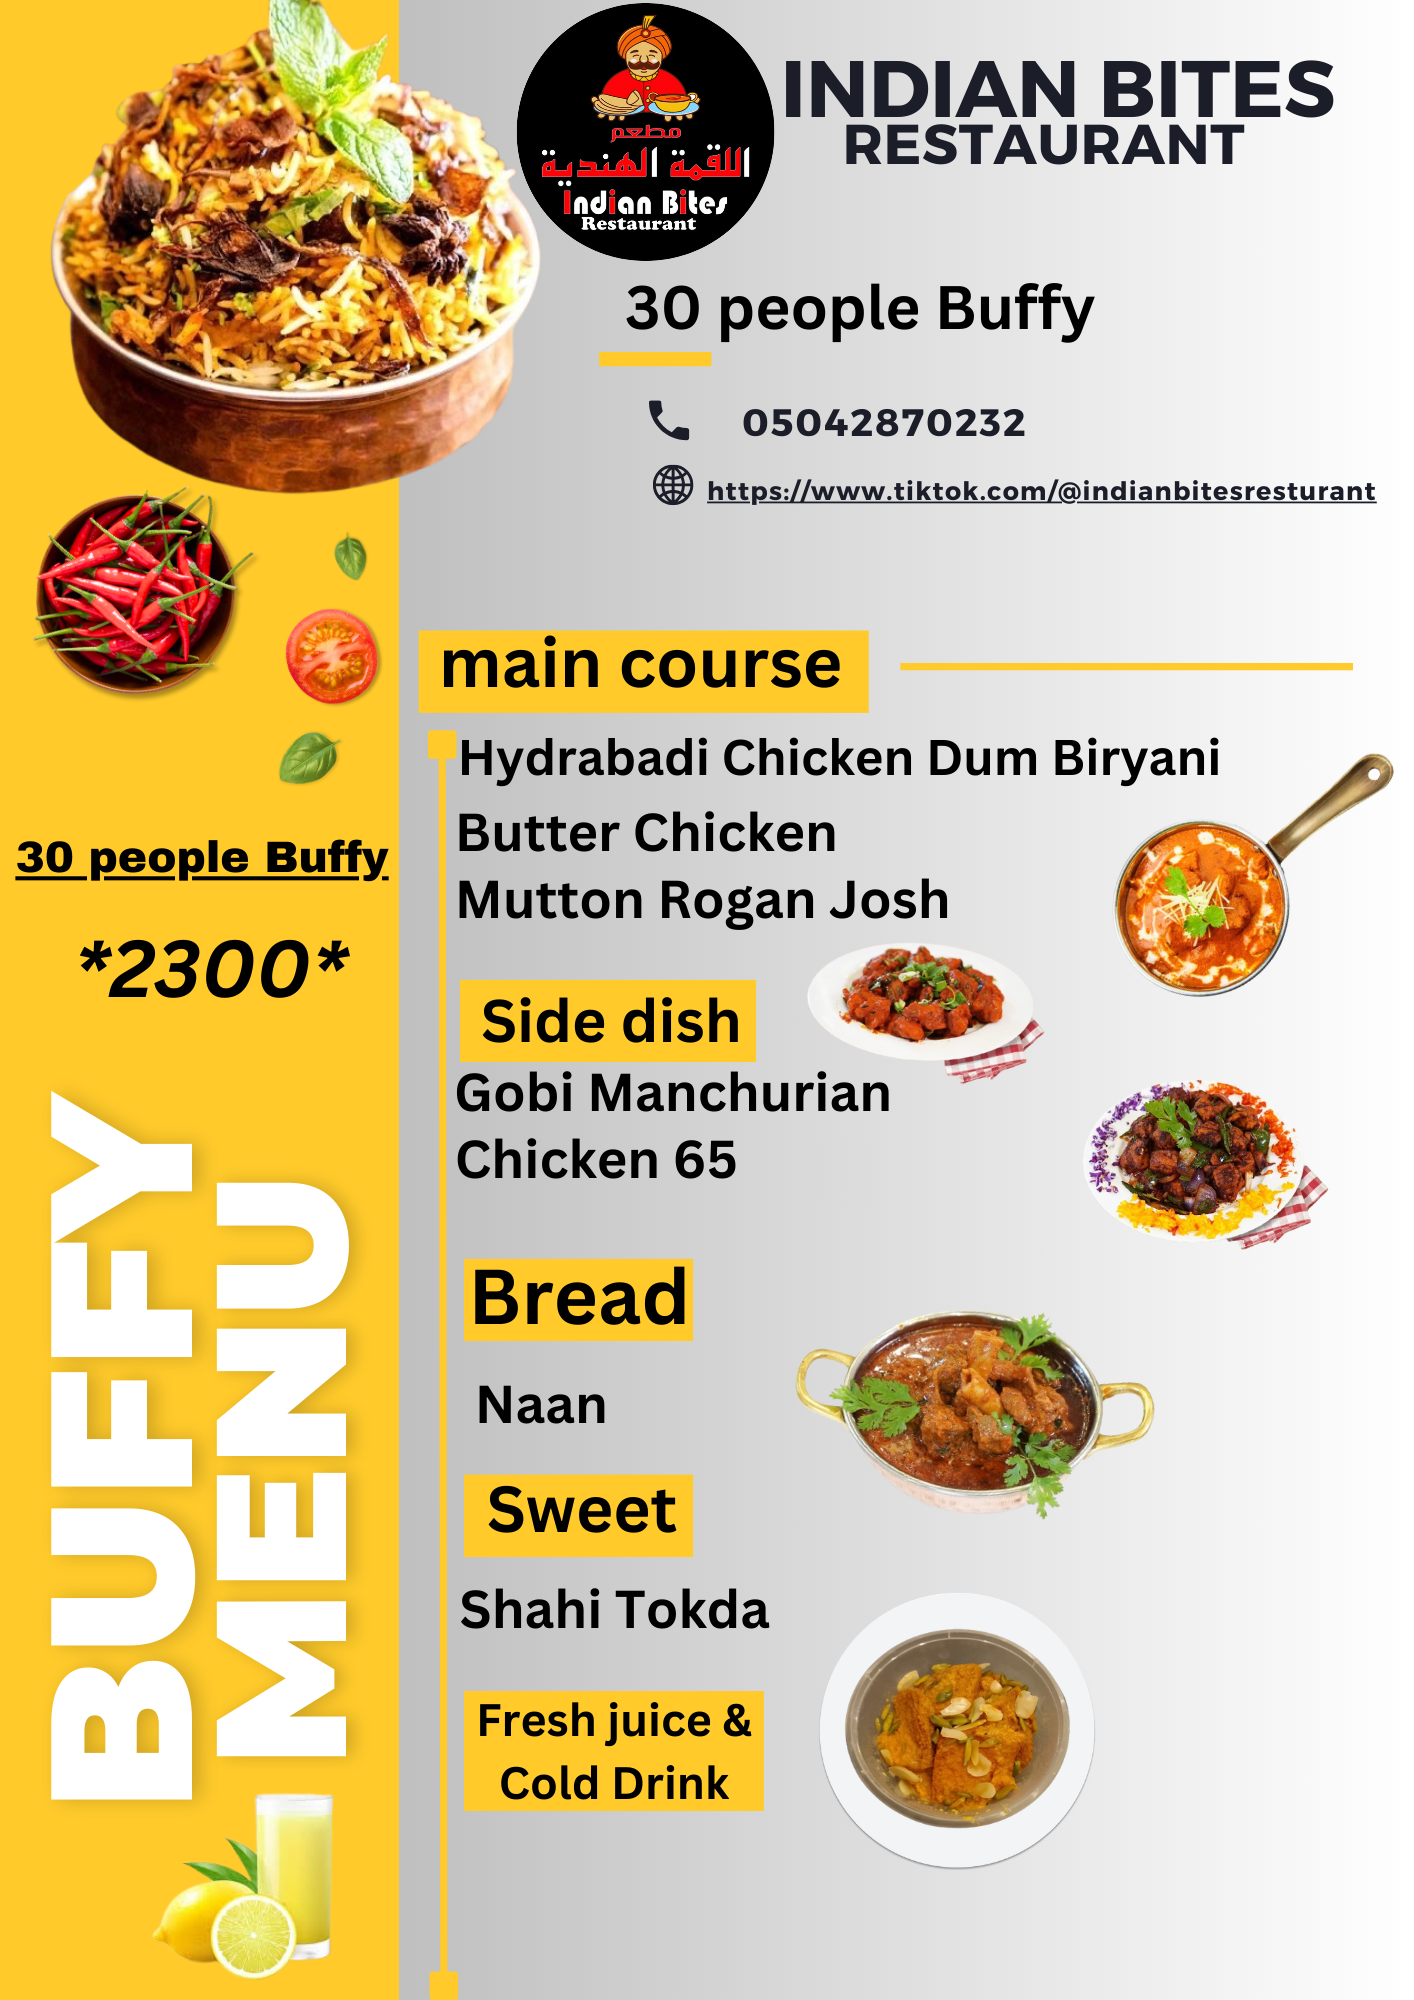 مطعم
اللقمة الهندية
Indian Bites
Restaurant
INDIAN BITES
RESTAURANT
30 people Buffy
05042870232
https://www.tiktok.com/@indianbitesresturant
30 people Buffy
*2300*
BUFFY
MENU
main course
Hydrabadi Chicken Dum Biryani
Butter Chicken
Mutton Rogan Josh
Side dish
Gobi Manchurian
Chicken 65
Bread
Naan
Sweet
Shahi Tokda
Fresh juice &
Cold Drink